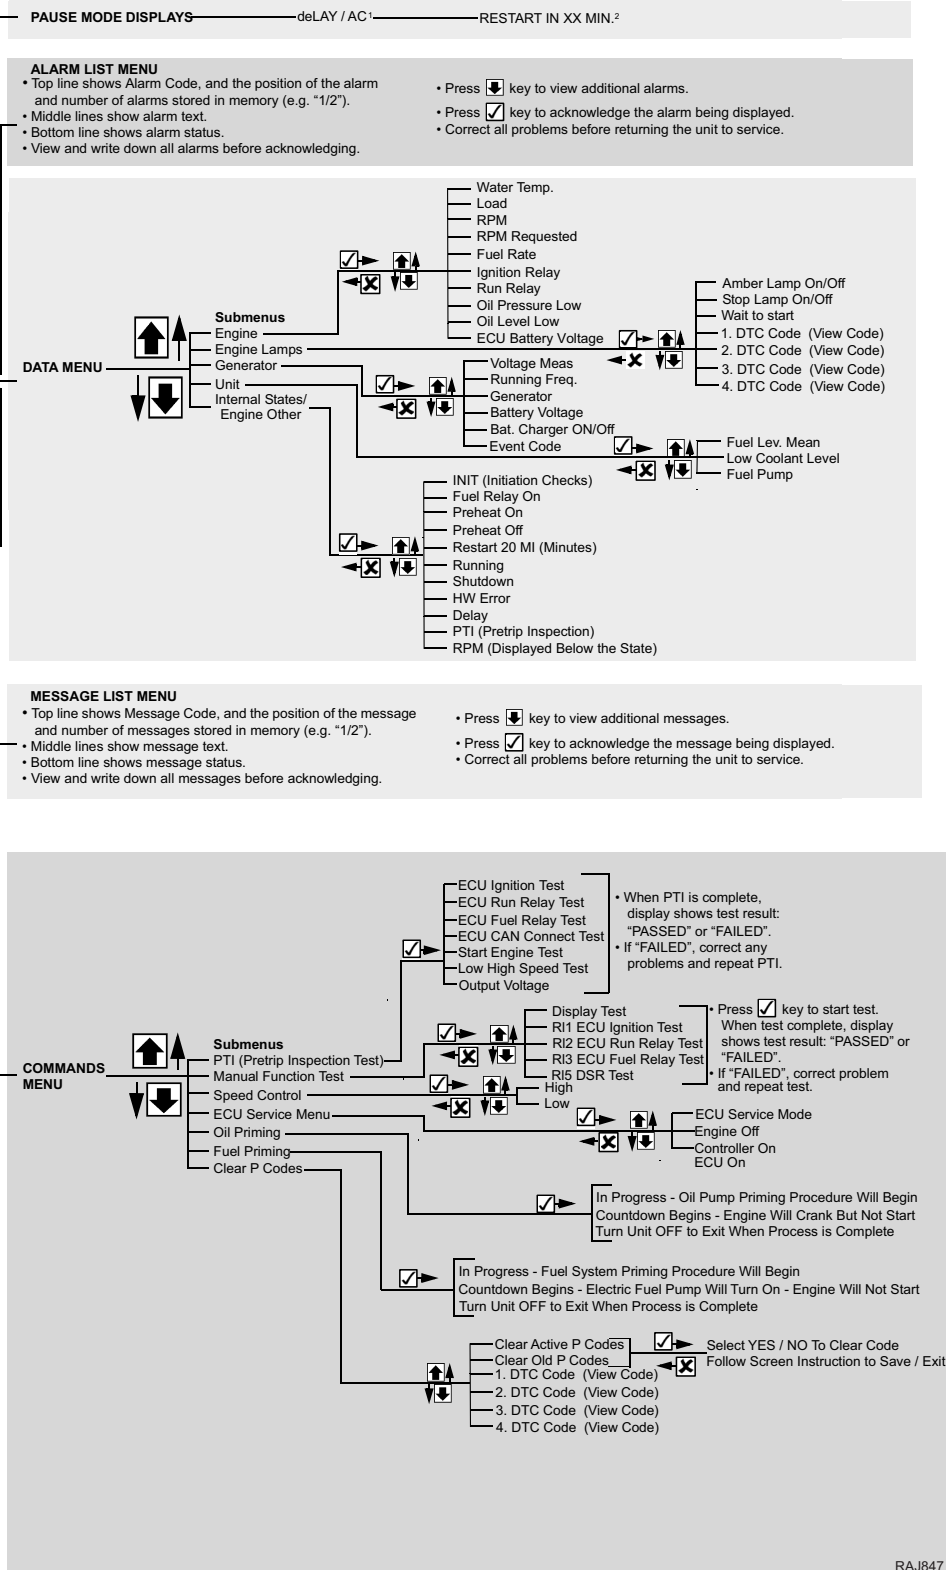 PAUSE MODE DISPLAYS deLAY / AC1 RESTART IN XX MIN.2
ALARM LIST MENU
• Top line shows Alarm Code, and the position of the alarm
and number of alarms stored in memory (e.g. “1/2”).
• Middle lines show alarm text.
• Bottom line shows alarm status.
• View and write down all alarms before acknowledging.
• Press key to view additional alarms.
• Press key to acknowledge the alarm being displayed.
• Correct all problems before returning the unit to service.
DATA MENU
Submenus
Engine
Engine Lamps
Generator
Unit
Internal States/
Engine Other
Water Temp.
Load
RPM
RPM Requested
Fuel Rate
Ignition Relay
Run Relay
Oil Pressure Low
Oil Level Low
ECU Battery Voltage
Amber Lamp On/Off
Stop Lamp On/Off
Wait to start
1. DTC Code (View Code)
2. DTC Code (View Code)
3. DTC Code (View Code)
4. DTC Code (View Code)
Voltage Meas
Running Freq.
Generator
Battery Voltage
Bat. Charger ON/Off
Event Code
Fuel Lev. Mean
Low Coolant Level
Fuel Pump
INIT (Initiation Checks)
Fuel Relay On
Preheat On
Preheat Off
Restart 20 MI (Minutes)
Running
Shutdown
HW Error
Delay
PTI (Pretrip Inspection)
RPM (Displayed Below the State)
MESSAGE LIST MENU
• Top line shows Message Code, and the position of the message
and number of messages stored in memory (e.g. “1/2”).
• Middle lines show message text.
• Bottom line shows message status.
• View and write down all messages before acknowledging.
• Press key to view additional messages.
• Press key to acknowledge the message being displayed.
• Correct all problems before returning the unit to service.
COMMANDS
MENU
Submenus
PTI (Pretrip Inspection Test)
Manual Function Test
Speed Control
ECU Service Menu
Oil Priming
Fuel Priming
Clear P Codes
ECU Ignition Test
ECU Run Relay Test
ECU Fuel Relay Test
ECU CAN Connect Test
Start Engine Test
Low High Speed Test
Output Voltage
• When PTI is complete,
display shows test result:
“PASSED” or “FAILED”.
• If “FAILED”, correct any
problems and repeat PTI.
Display Test
RI1 ECU Ignition Test
RI2 ECU Run Relay Test
RI3 ECU Fuel Relay Test
RI5 DSR Test
• Press key to start test.
When test complete, display
shows test result: “PASSED” or
“FAILED”.
• If “FAILED”, correct problem
and repeat test.
High
Low
ECU Service Mode
Engine Off
Controller On
ECU On
In Progress - Oil Pump Priming Procedure Will Begin
Countdown Begins - Engine Will Crank But Not Start
Turn Unit OFF to Exit When Process is Complete
In Progress - Fuel System Priming Procedure Will Begin
Countdown Begins - Electric Fuel Pump Will Turn On - Engine Will Not Start
Turn Unit OFF to Exit When Process is Complete
Clear Active P Codes
Clear Old P Codes
1. DTC Code (View Code)
2. DTC Code (View Code)
3. DTC Code (View Code)
4. DTC Code (View Code)
Select YES / NO To Clear Code
Follow Screen Instruction to Save / Exit
RAJ847